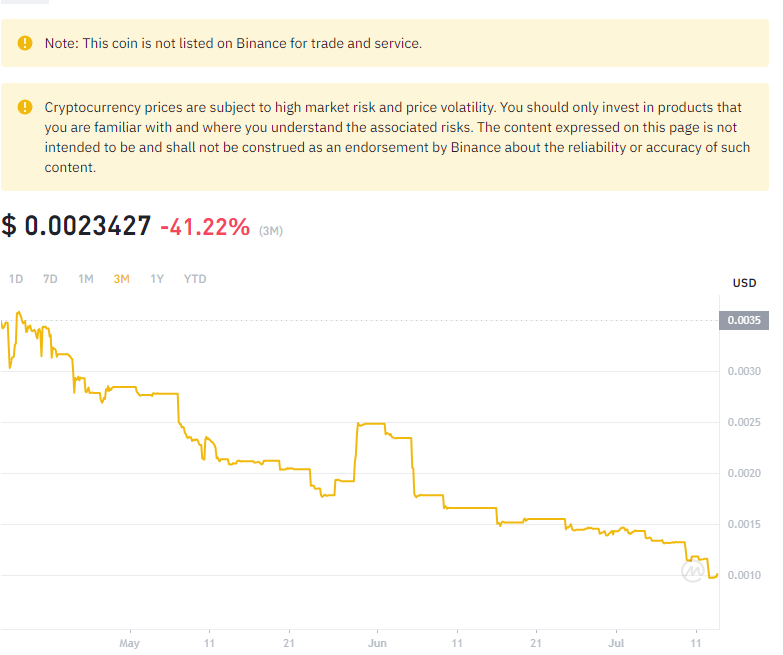 Note: This coin is not listed on Binance for trade and service.
Cryptocurrency prices are subject to high market risk and price volatility. You should only invest in products that
you are familiar with and where you understand the associated risks. The content expressed on this page is not
intended to be and shall not be construed as an endorsement by Binance about the reliability or accuracy of such
content.
$ 0.0023427 -41.22% (3M)
1D 7D 1M 3M 1Y YTD
USD
0.0035
0.0030
0.0025
0.0020
0.0015
0.0010
May 11 21 Jun 11 21 Jul 11